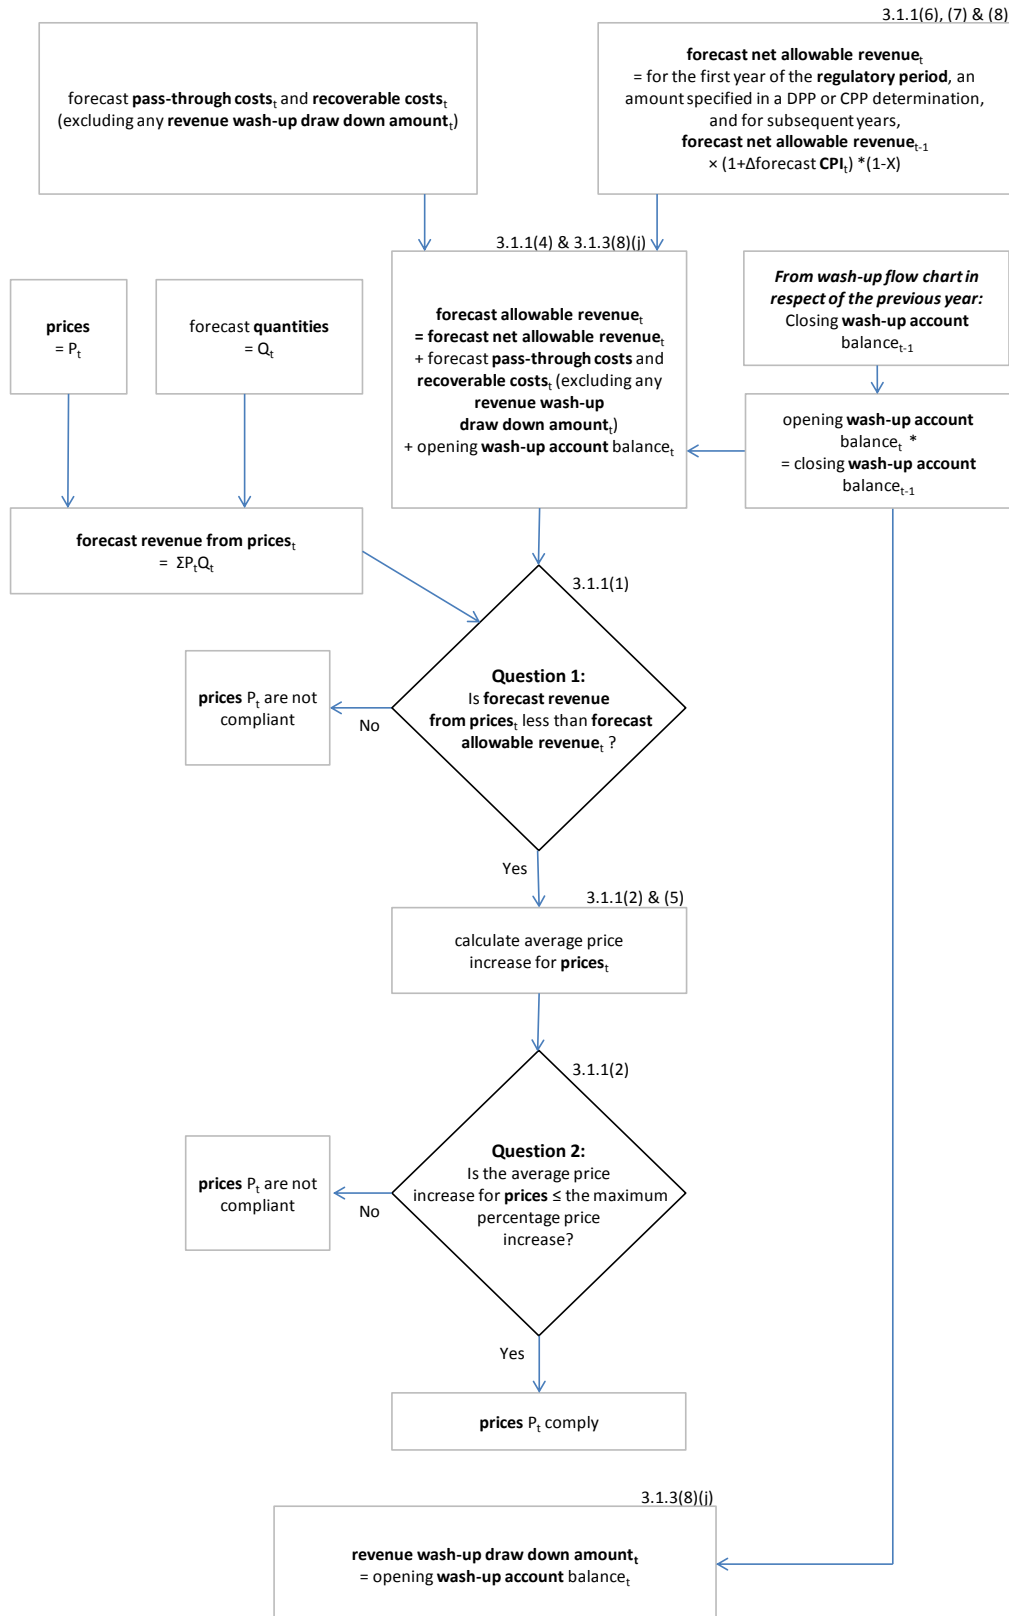 3.1.1(6), (7) & (8)
forecast pass-through costst and recoverable costst
(excluding any revenue wash-up draw down amountt)
forecast net allowable revenuet
= for the first year of the regulatory period, an
amount specified in a DPP or CPP determination,
and for subsequent years,
forecast net allowable revenuet-1
× (1+Δforecast CPIt) *(1-X)
3.1.1(4) & 3.1.3(8)(j)
prices
= Pt
forecast quantities
= Qt
forecast allowable revenuet
= forecast net allowable revenuet
+ forecast pass-through costs and
recoverable costst (excluding any
revenue wash-up
draw down amountt)
+ opening wash-up account balancet
From wash-up flow chart in
respect of the previous year:
Closing wash-up account
balancet-1
opening wash-up account
balancet *
= closing wash-up account
balancet-1
forecast revenue from pricest
= ΣPtQt
3.1.1(1)
Question 1:
Is forecast revenue
from pricest less than forecast
allowable revenuet ?
prices Pt are not
compliant
No
Yes
3.1.1(2) & (5)
calculate average price
increase for pricest
3.1.1(2)
Question 2:
Is the average price
increase for prices ≤ the maximum
percentage price
increase?
prices Pt are not
compliant
No
Yes
prices Pt comply
3.1.3(8)(j)
revenue wash-up draw down amountt
= opening wash-up account balancet